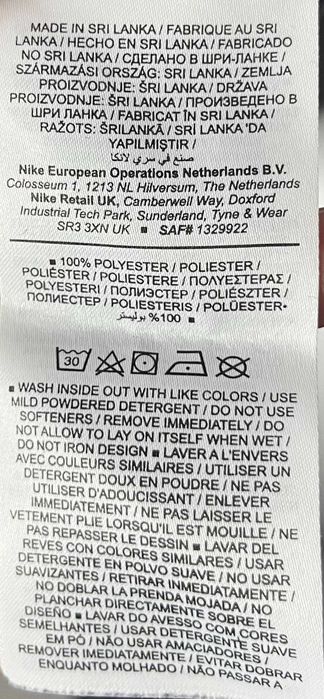 MADE IN SRI LANKA / FABRIQUE AU SRI
LANKA / HECHO EN SRI LANKA / FABRICADO
NO SRI LANKA / СДЕЛАНО В ШРИ-ЛАНКЕ /
SZÁRMAZÁSI ORSZÁG: SRI LANKA / ZEMLJA
PROIZVODNJE: ŠRI LANKA / DRŽAVA
PROIZVODNJE: ŠRI LANKA / ПРОИЗВЕДЕНО В
ШРИ ЛАНКА / FABRICAT ÎN SRI LANKA /
RAŽOTS: ŠRILANKĀ / SRİ LANKA 'DA
YAPILMIŞTIR /
صنع في سري لانكا
Nike European Operations Netherlands B.V.
Colosseum 1, 1213 NL Hilversum, The Netherlands
Nike Retail UK, Camberwell Way, Doxford
Industrial Tech Park, Sunderland, Tyne & Wear
SR3 3XN UK ■ SAF# 1329922
■ 100% POLYESTER / POLIESTER /
POLIÉSTER / POLIESTERE / ΠΟΛΥΕΣΤΕΡΑΣ /
POLYESTERI / ПОЛИЭСТЕР / POLIÉSZTER /
ПОЛИЕСТЕР / POLIESTERIS / POLÜESTER
■ %100 بوليستر
30
■ WASH INSIDE OUT WITH LIKE COLORS / USE
MILD POWDERED DETERGENT / DO NOT USE
SOFTENERS / REMOVE IMMEDIATELY / DO
NOT ALLOW TO LAY ON ITSELF WHEN WET /
DO NOT IRON DESIGN ■ LAVER A L'ENVERS
AVEC COULEURS SIMILAIRES / UTILISER UN
DETERGENT DOUX EN POUDRE / NE PAS
UTILISER D'ADOUCISSANT / ENLEVER
IMMEDIATEMENT / NE PAS LAISSER LE
VETEMENT PLIE LORSQU'IL EST MOUILLE / NE
PAS REPASSER LE DESSIN ■ LAVAR DEL
REVES CON COLORES SIMILARES / USAR
DETERGENTE EN POLVO SUAVE / NO USAR
SUAVIZANTES / RETIRAR INMEDIATAMENTE /
NO DOBLAR LA PRENDA MOJADA / NO
PLANCHAR DIRECTAMENTE SOBRE EL
DISEÑO ■ LAVAR DO AVESSO COM CORES
SEMELHANTES / USAR DETERGENTE SUAVE
EM PÓ / NÃO USAR AMACIADORES /
REMOVER IMEDIATAMENTE / EVITAR DOBRAR
ENQUANTO MOLHADO / NÃO PASSAR A